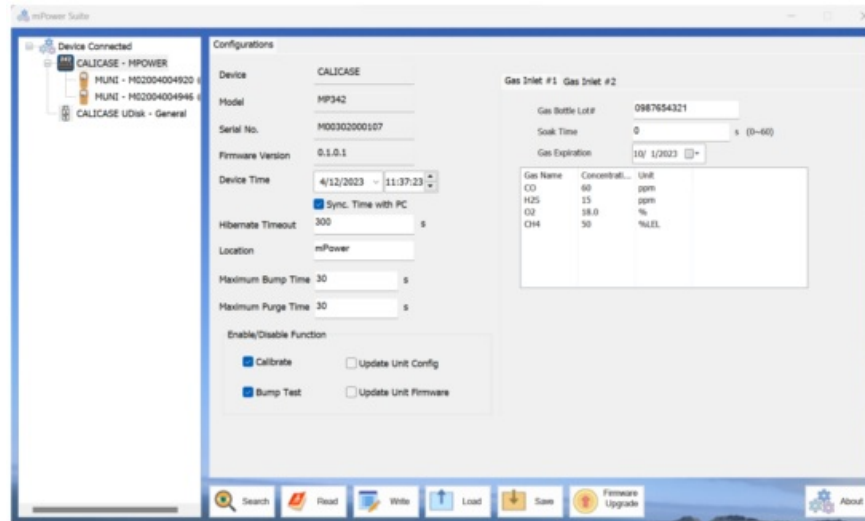 mPower Suite
Device Connected
CALICASE - MPOWER
MUNI - M02004004920
MUNI - M02004004946
CALICASE UDisk - General
Configurations
Device CALICASE
Model MP342
Serial No. M00302000107
Firmware Version 0.1.0.1
Device Time 4/12/2023 11:37:23
Sync. Time with PC
Hibernate Timeout 300 s
Location mPower
Maximum Bump Time 30 s
Maximum Purge Time 30 s
Enable/Disable Function
Calibrate Update Unit Config
Bump Test Update Unit Firmware
Gas Inlet #1 Gas Inlet #2
Gas Bottle Lot# 0987654321
Soak Time 0 s (0~60)
Gas Expiration 10/ 1/2023
Gas Name Concentrati... Unit
CO 60 ppm
H2S 15 ppm
O2 18.0 %
CH4 50 %LEL
Search Read Write Load Save Firmware Upgrade About